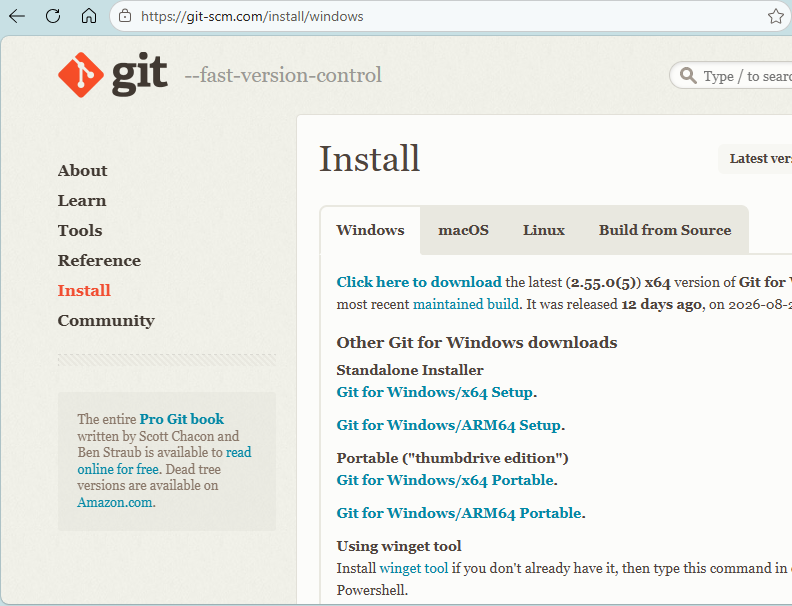 https://git-scm.com/install/windows
git --fast-version-control
Type / to sear
About
Learn
Tools
Reference
Install
Community
The entire Pro Git book
written by Scott Chacon and
Ben Straub is available to read
online for free. Dead tree
versions are available on
Amazon.com.
Install
Latest ver
Windows macOS Linux Build from Source
Click here to download the latest (2.55.0(5)) x64 version of Git for
most recent maintained build. It was released 12 days ago, on 2026-08-2
Other Git for Windows downloads
Standalone Installer
Git for Windows/x64 Setup.
Git for Windows/ARM64 Setup.
Portable ("thumbdrive edition")
Git for Windows/x64 Portable.
Git for Windows/ARM64 Portable.
Using winget tool
Install winget tool if you don't already have it, then type this command in
Powershell.